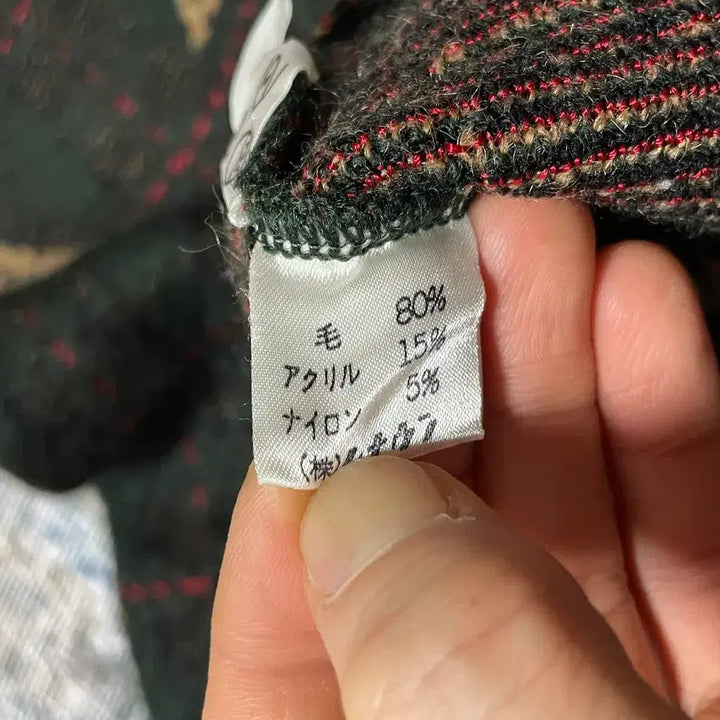 毛 80%
アクリル 15%
ナイロン 5%
(株)